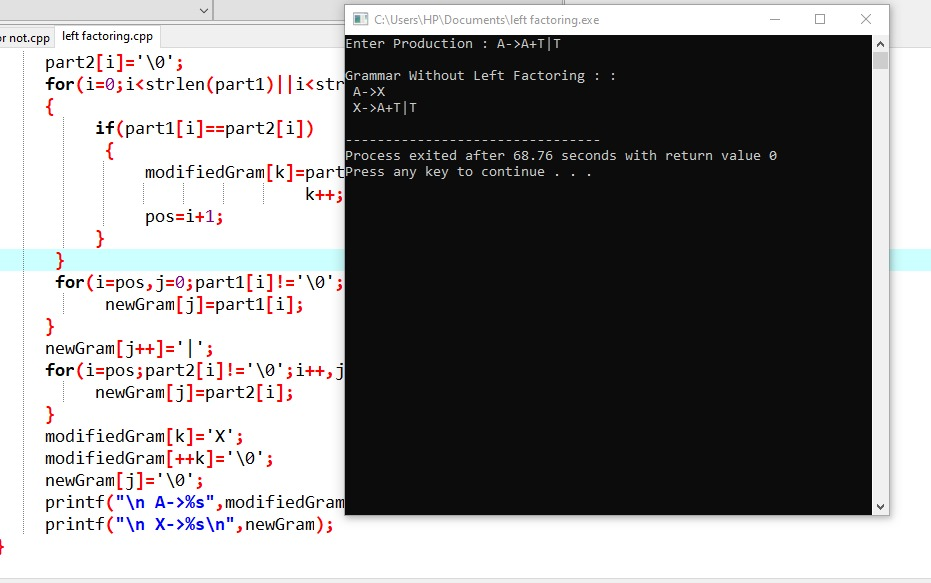 or not.cpp
left factoring.cpp
part2[i]='\0';
for(i=0;i<strlen(part1)||i<str
{
if(part1[i]==part2[i])
{
modifiedGram[k]=part
k++;
pos=i+1;
}
}
for(i=pos,j=0;part1[i]!='\0';
newGram[j]=part1[i];
}
newGram[j++]='|';
for(i=pos;part2[i]!='\0';i++,j
newGram[j]=part2[i];
}
modifiedGram[k]='X';
modifiedGram[++k]='\0';
newGram[j]='\0';
printf("\n A->%s",modifiedGram
printf("\n X->%s\n",newGram);
}
C:\Users\HP\Documents\left factoring.exe
Enter Production : A->A+T|T
Grammar Without Left Factoring : :
A->X
X->A+T|T
--------------------------------
Process exited after 68.76 seconds with return value 0
Press any key to continue . . .